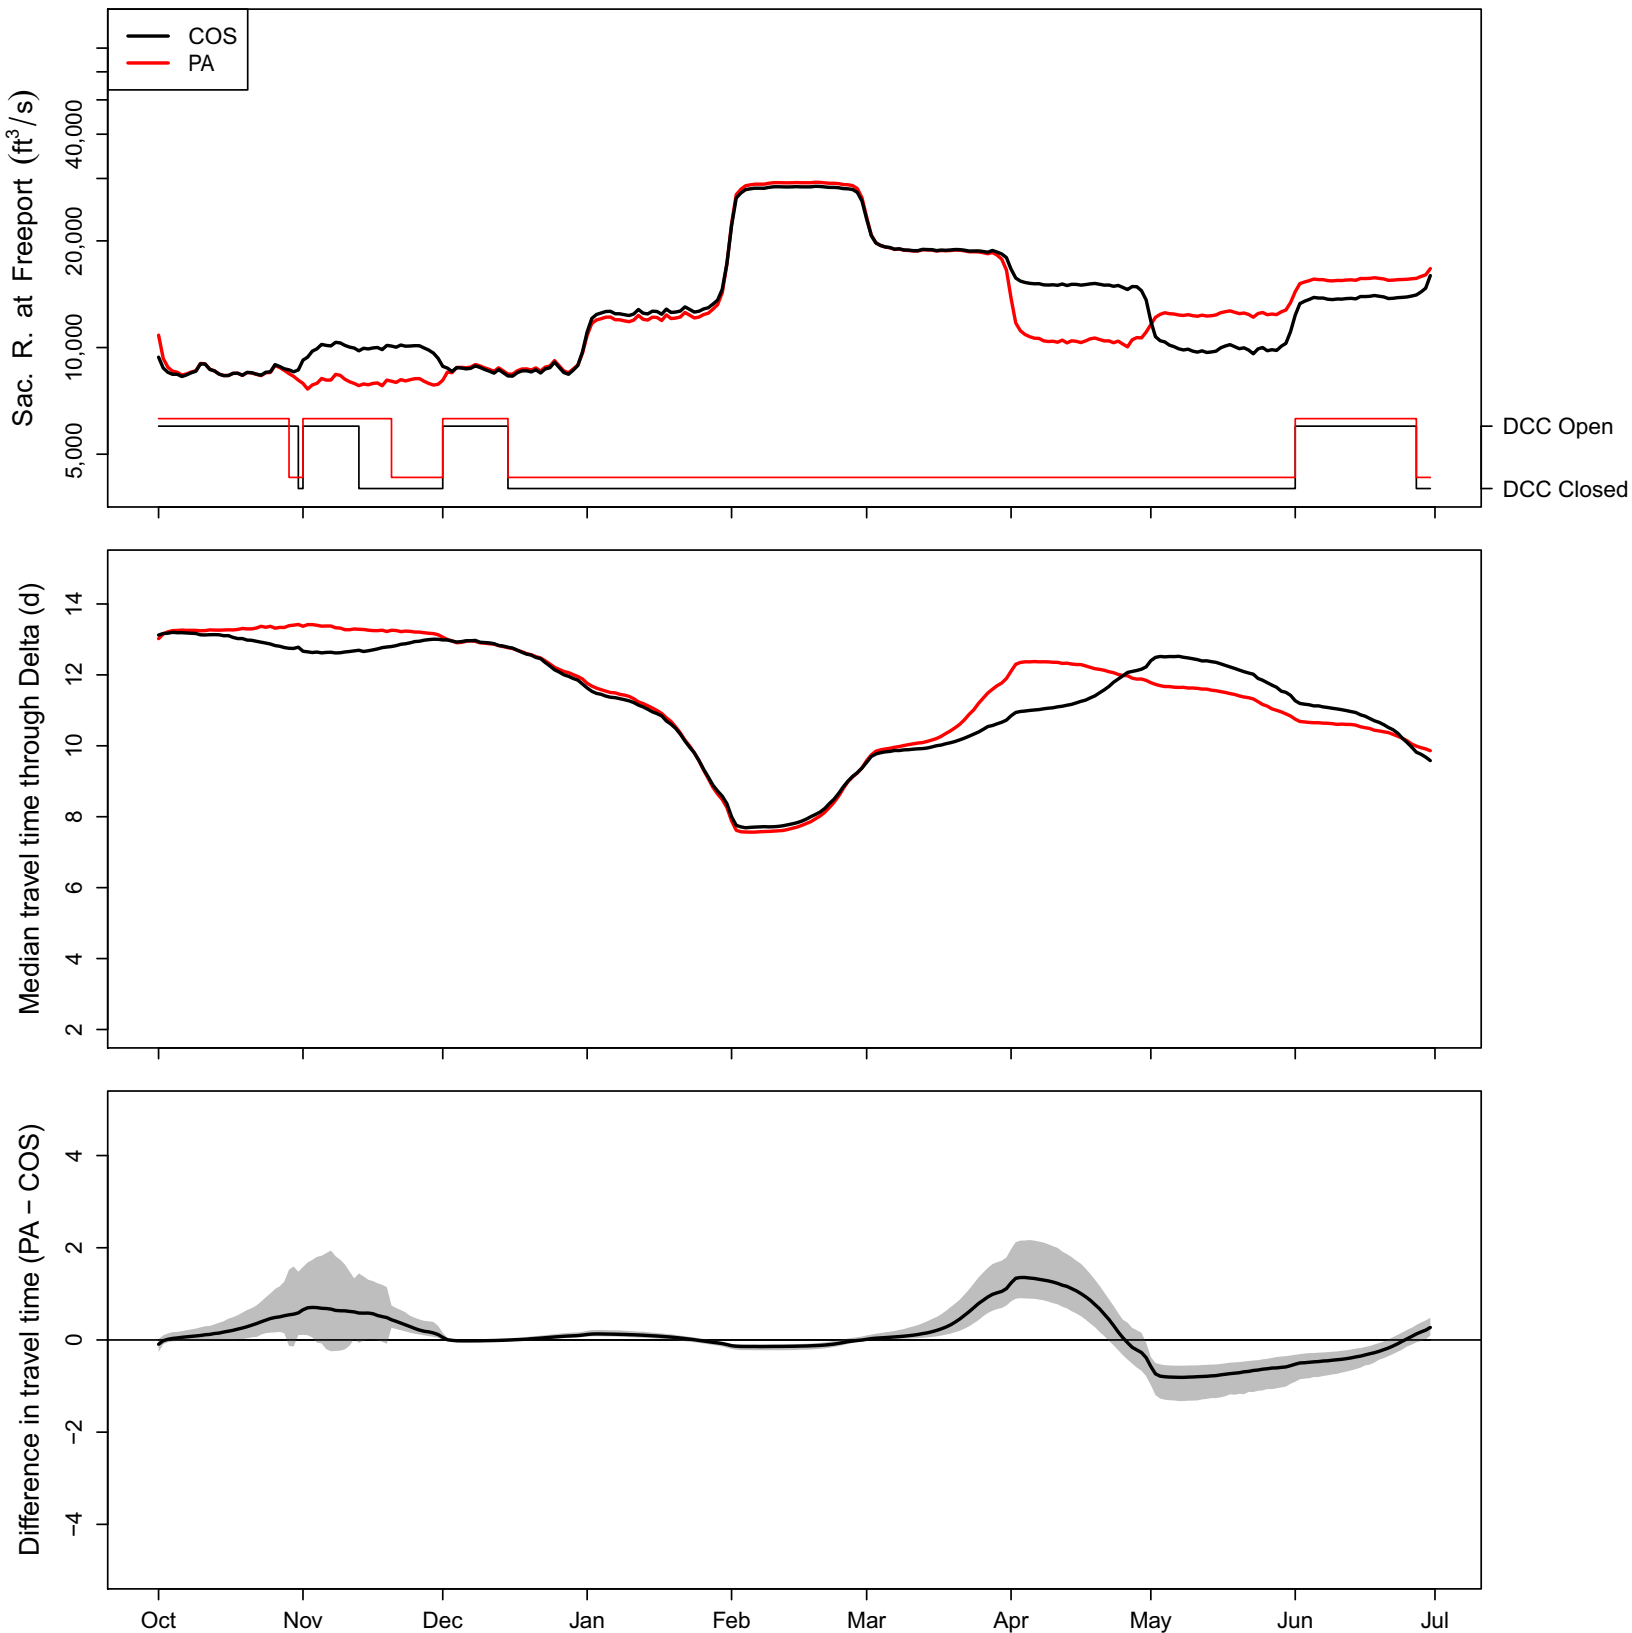 COS
PA
Sac. R. at Freeport (ft³/s)
40,000
20,000
10,000
5,000
DCC Open
DCC Closed
Median travel time through Delta (d)
14
12
10
8
6
4
2
Difference in travel time (PA − COS)
4
2
0
−2
−4
Oct Nov Dec Jan Feb Mar Apr May Jun Jul